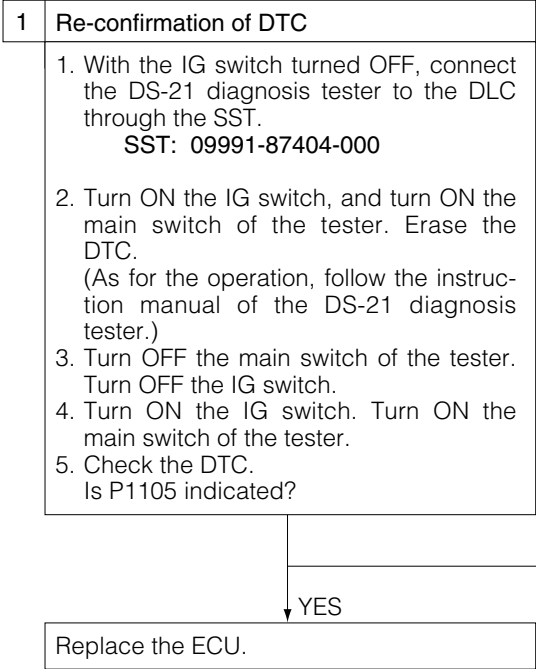 1 Re-confirmation of DTC
1. With the IG switch turned OFF, connect
the DS-21 diagnosis tester to the DLC
through the SST.
SST: 09991-87404-000
2. Turn ON the IG switch, and turn ON the
main switch of the tester. Erase the
DTC.
(As for the operation, follow the instruc-
tion manual of the DS-21 diagnosis
tester.)
3. Turn OFF the main switch of the tester.
Turn OFF the IG switch.
4. Turn ON the IG switch. Turn ON the
main switch of the tester.
5. Check the DTC.
Is P1105 indicated?
YES
Replace the ECU.